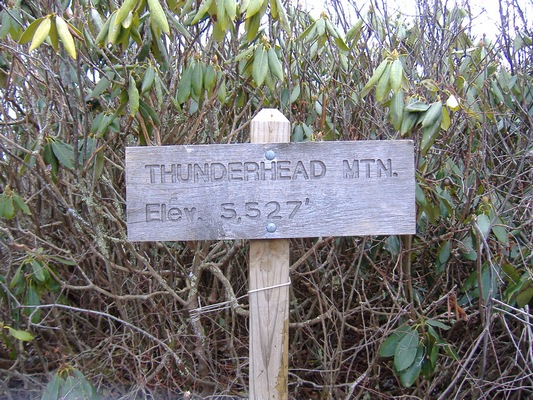 THUNDERHEAD MTN.
Elev. 5,527'